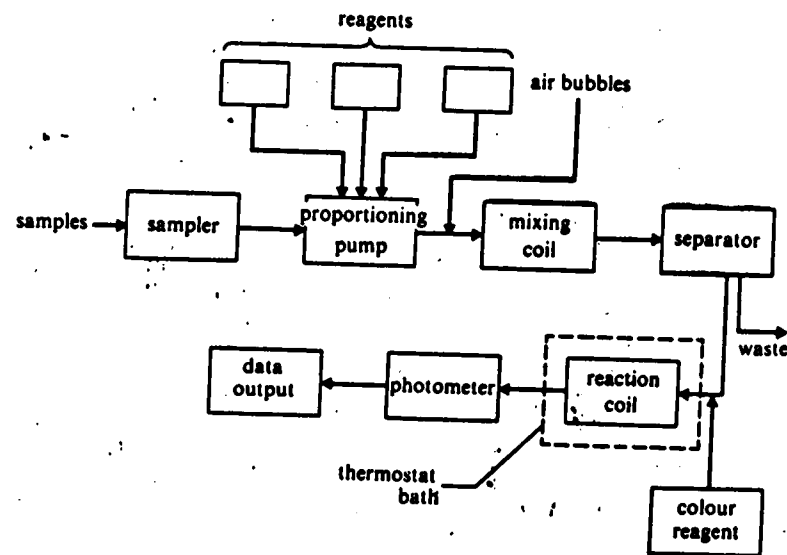 reagents
air bubbles
samples
sampler
proportioning
pump
mixing
coil
separator
waste
data
output
photometer
reaction
coil
thermostat
bath
colour
reagent